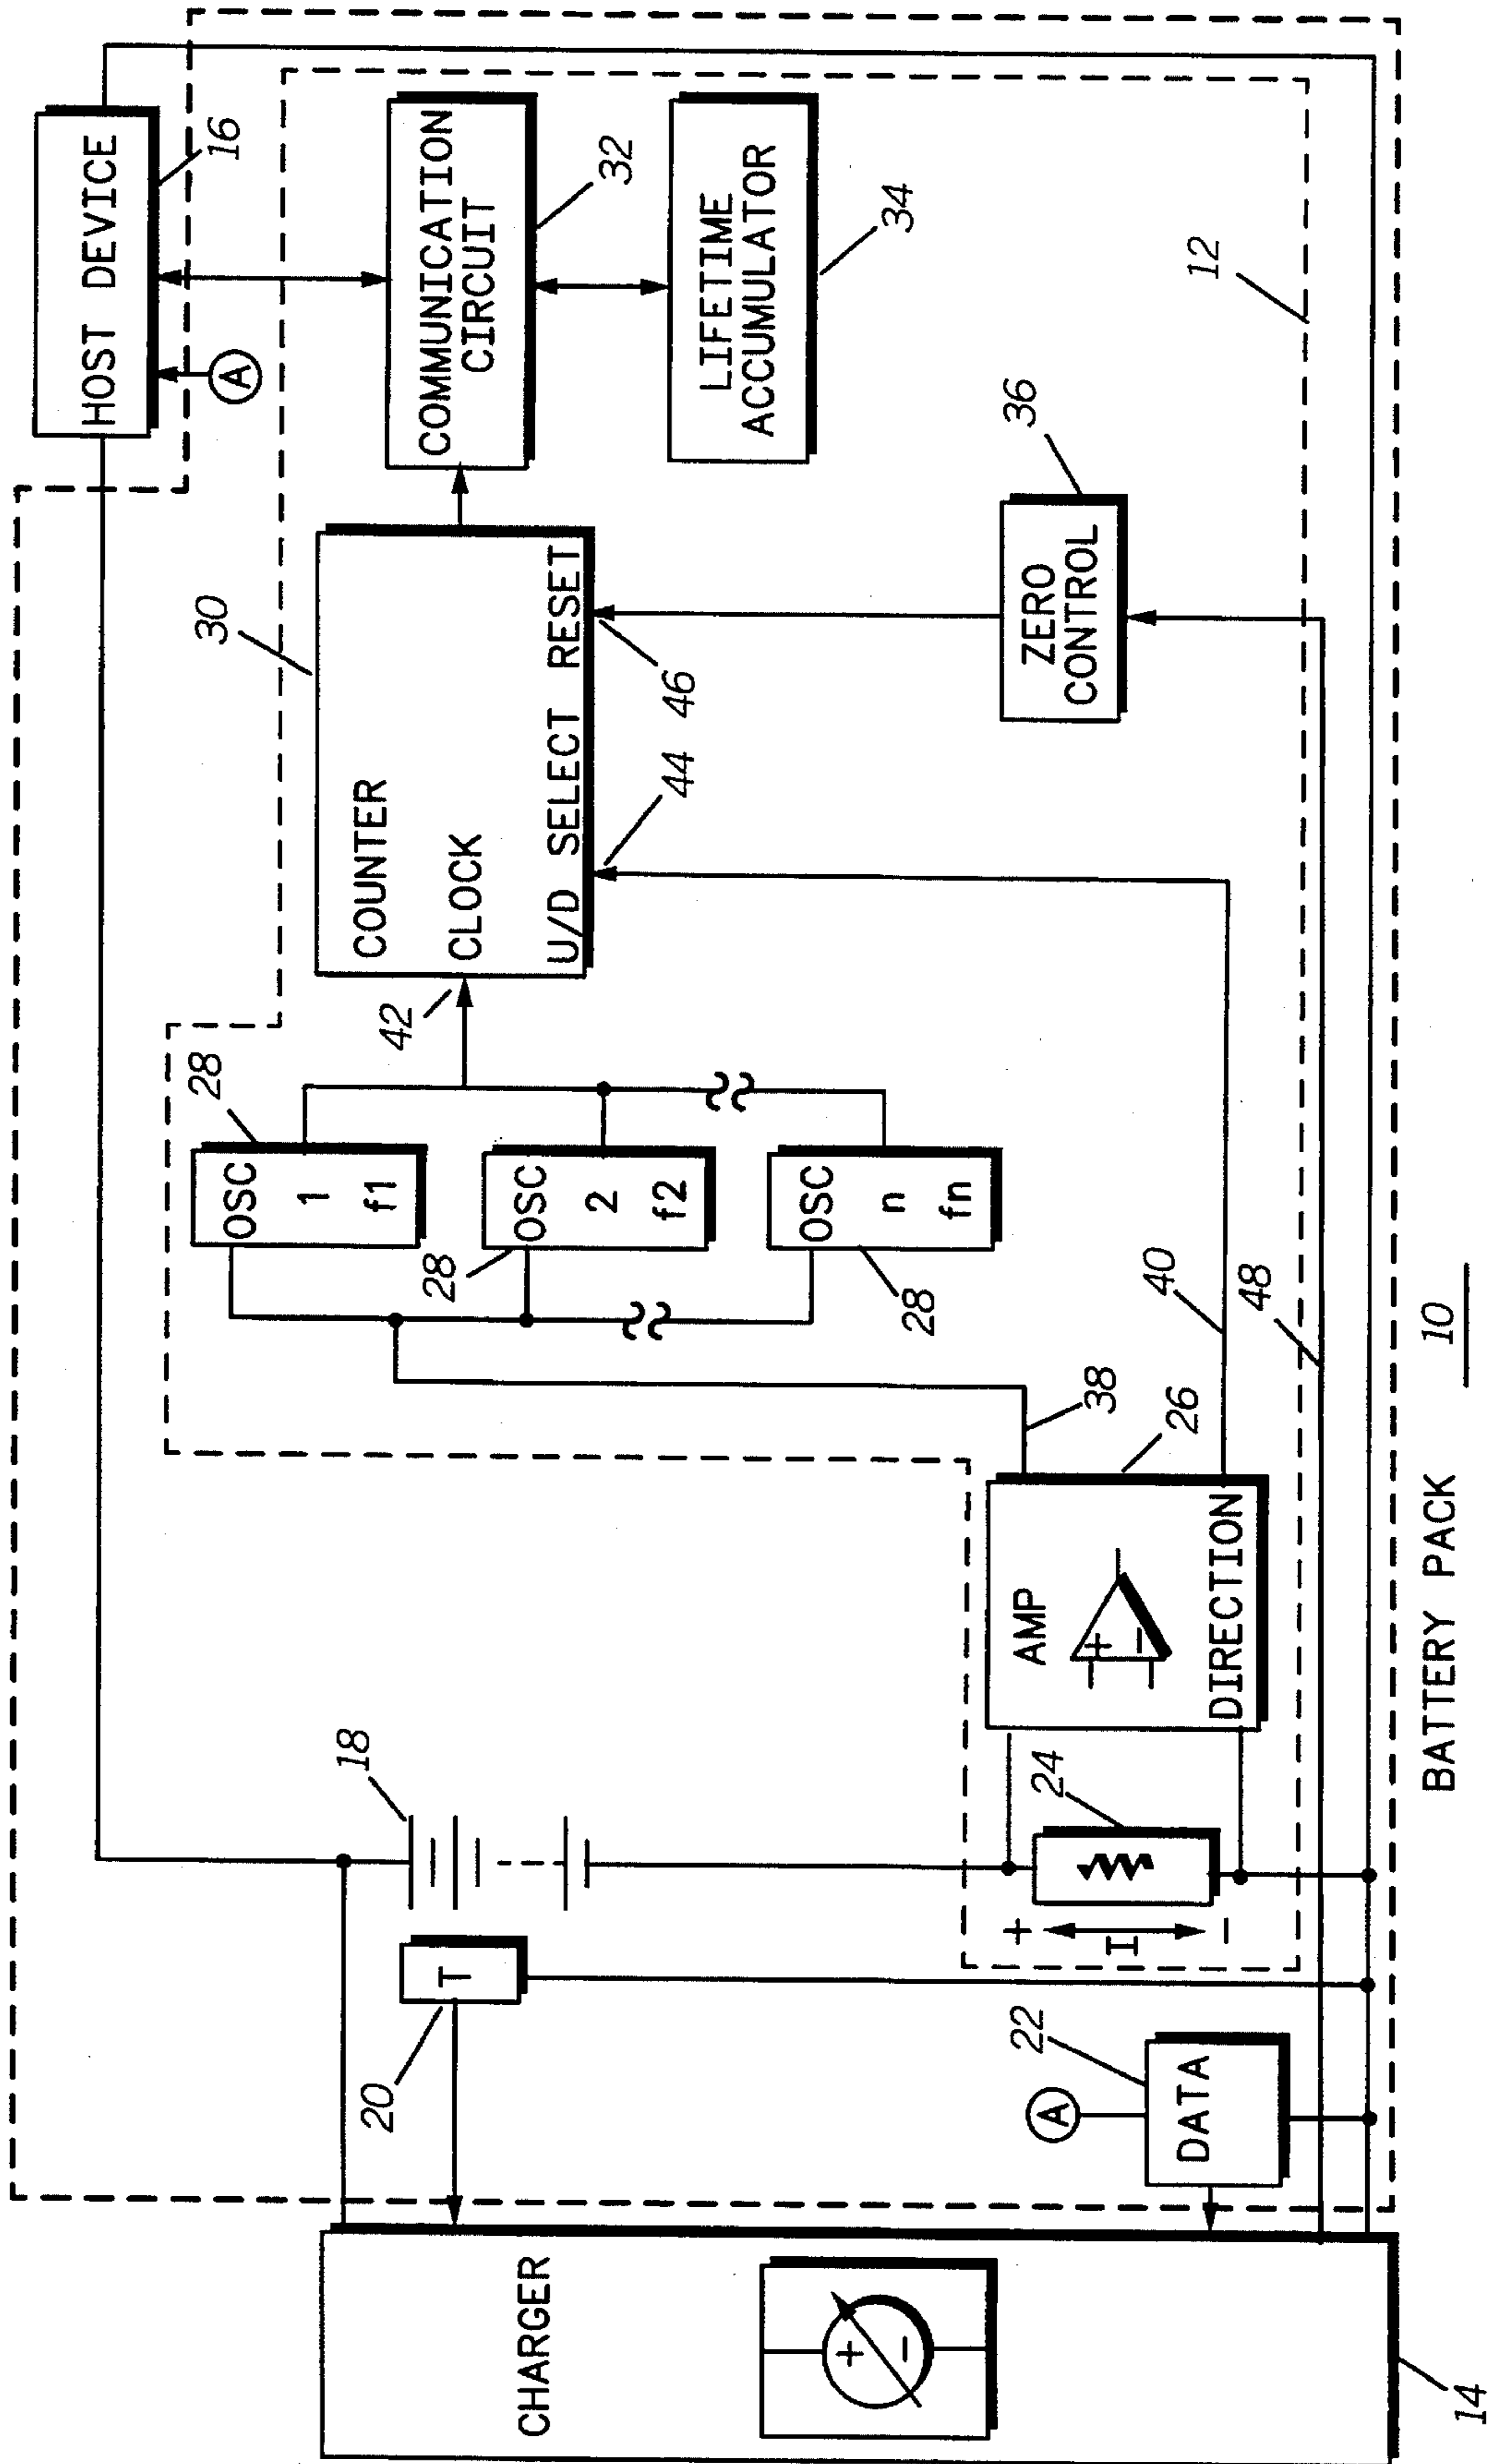 HOST DEVICE
16
A
COMMUNICATION
CIRCUIT
32
LIFETIME
ACCUMULATOR
34
12
30
COUNTER
CLOCK
U/D SELECT RESET
42
44
46
ZERO
CONTROL
36
OSC
1
f1
28
OSC
2
f2
28
OSC
n
fn
28
38
40
48
AMP
+
−
DIRECTION
26
18
24
+
I
−
T
20
DATA
22
A
CHARGER
+
−
14
BATTERY PACK
10